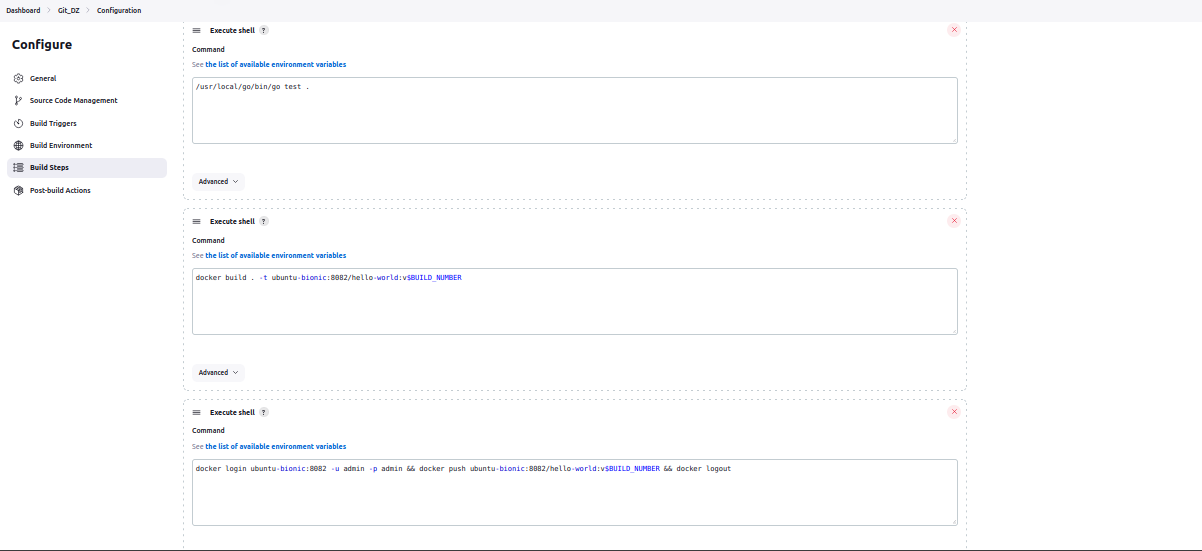 Dashboard > Git_DZ > Configuration
Configure
General
Source Code Management
Build Triggers
Build Environment
Build Steps
Post-build Actions
Execute shell ?
Command
See the list of available environment variables
/usr/local/go/bin/go test .
Advanced
Execute shell ?
Command
See the list of available environment variables
docker build . -t ubuntu-bionic:8082/hello-world:v$BUILD_NUMBER
Advanced
Execute shell ?
Command
See the list of available environment variables
docker login ubuntu-bionic:8082 -u admin -p admin && docker push ubuntu-bionic:8082/hello-world:v$BUILD_NUMBER && docker logout